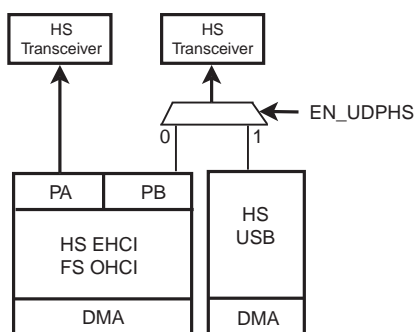 HS
Transceiver
HS
Transceiver
EN_UDPHS
0
1
PA
PB
HS EHCI
FS OHCI
HS
USB
DMA
DMA